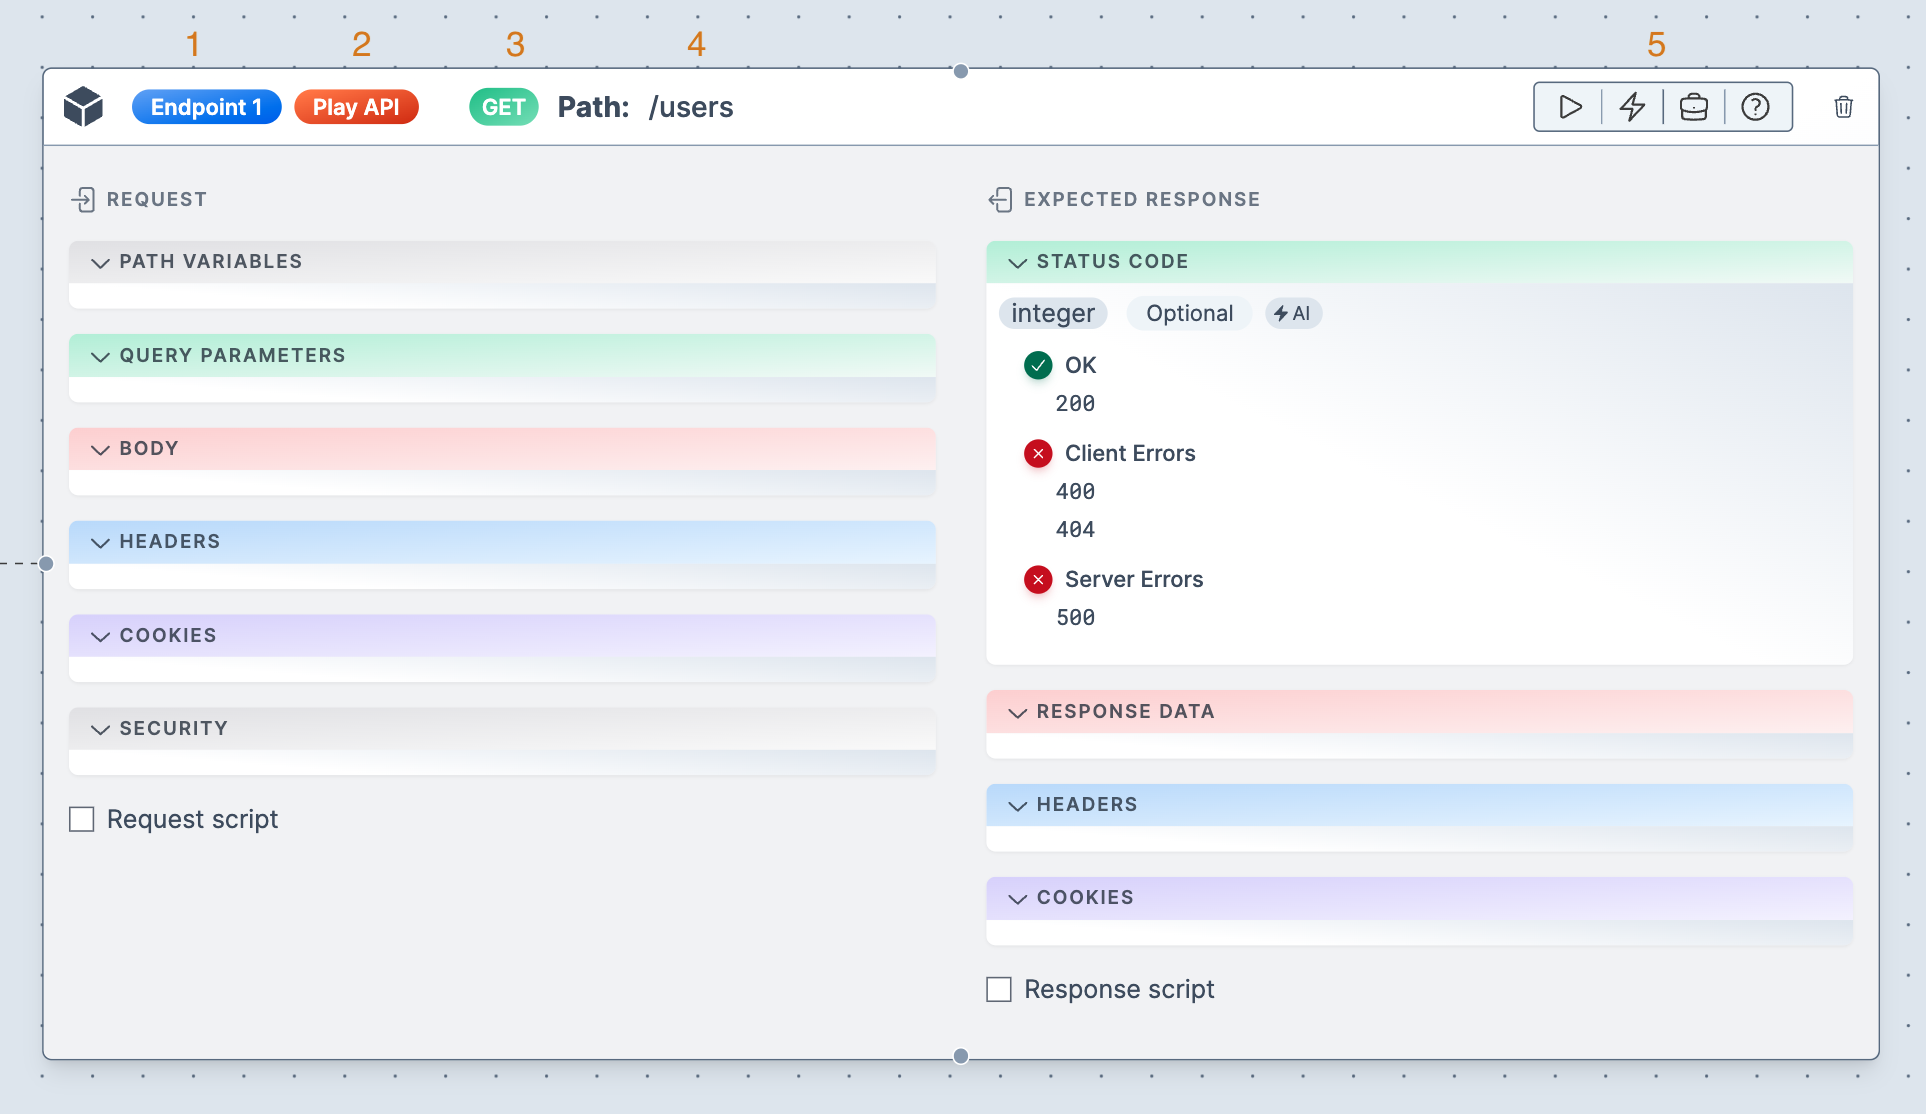 1 2 3 4 5
Endpoint 1 Play API GET Path: /users
REQUEST
PATH VARIABLES
QUERY PARAMETERS
BODY
HEADERS
COOKIES
SECURITY
Request script
EXPECTED RESPONSE
STATUS CODE
integer Optional AI
OK
200
Client Errors
400
404
Server Errors
500
RESPONSE DATA
HEADERS
COOKIES
Response script